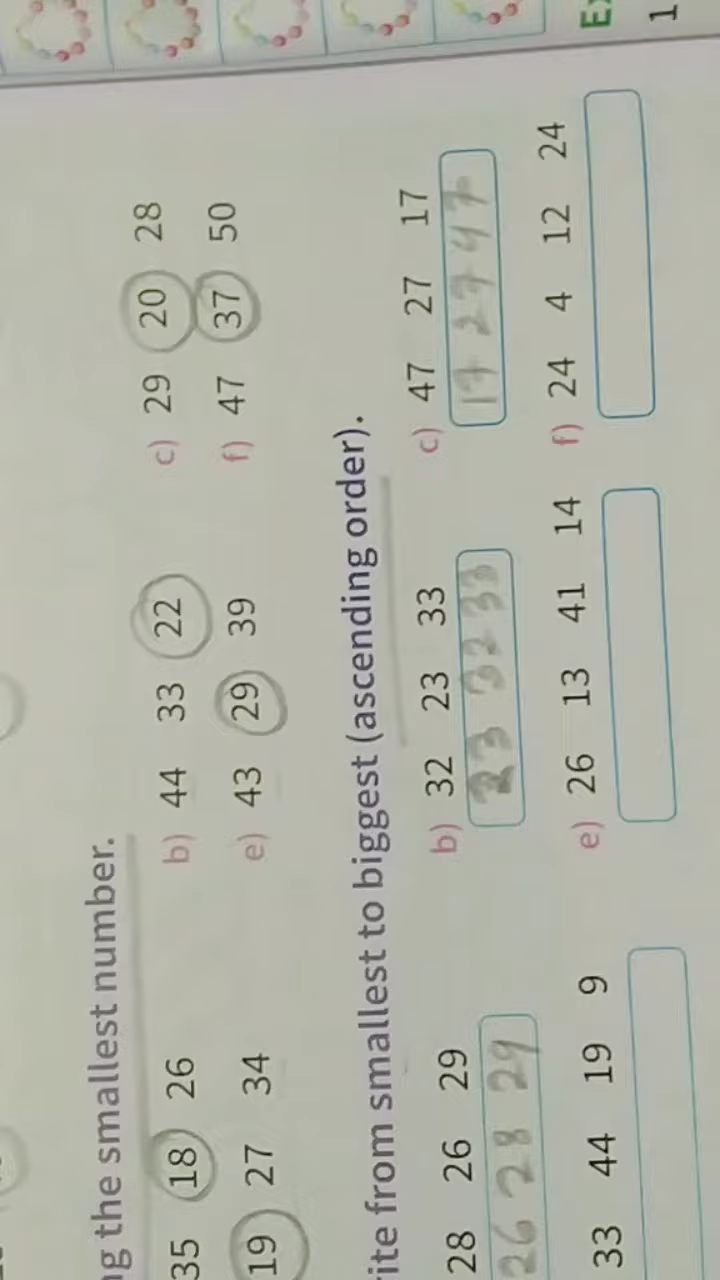 ng the smallest number.
35 18 26 b) 44 33 22 c) 29 20 28
19 27 34 e) 43 29 39 f) 47 37 50
rite from smallest to biggest (ascending order).
28 26 29 b) 32 23 33 c) 47 27 17
26 28 29 23 32 33 17 27 47
33 44 19 9 e) 26 13 41 14 f) 24 4 12 24
1